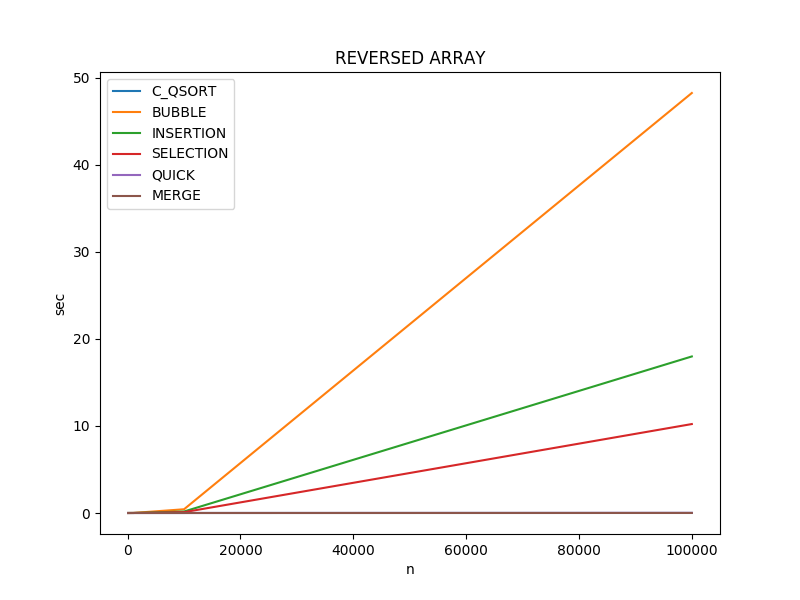 REVERSED ARRAY
C_QSORT
BUBBLE
INSERTION
SELECTION
QUICK
MERGE
50
40
30
20
10
0
sec
0 20000 40000 60000 80000 100000
n